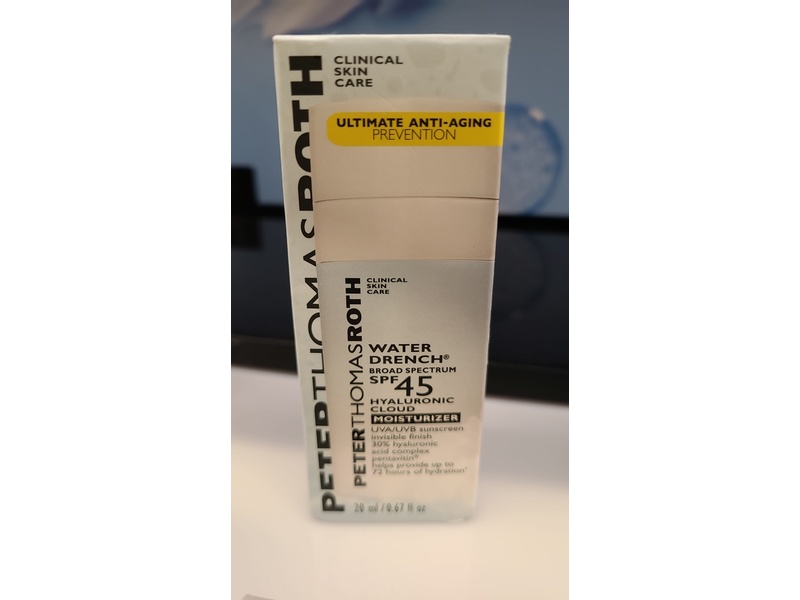 PETERTHOMASROTH
CLINICAL
SKIN
CARE
ULTIMATE ANTI-AGING
PREVENTION
PETERTHOMASROTH
CLINICAL
SKIN
CARE
WATER
DRENCH®
BROAD SPECTRUM
SPF 45
HYALURONIC
CLOUD
MOISTURIZER
UVA/UVB sunscreen
invisible finish
30% hyaluronic
acid complex
pentavitin®
helps provide up to
72 hours of hydration*
20 ml / 0.67 fl oz